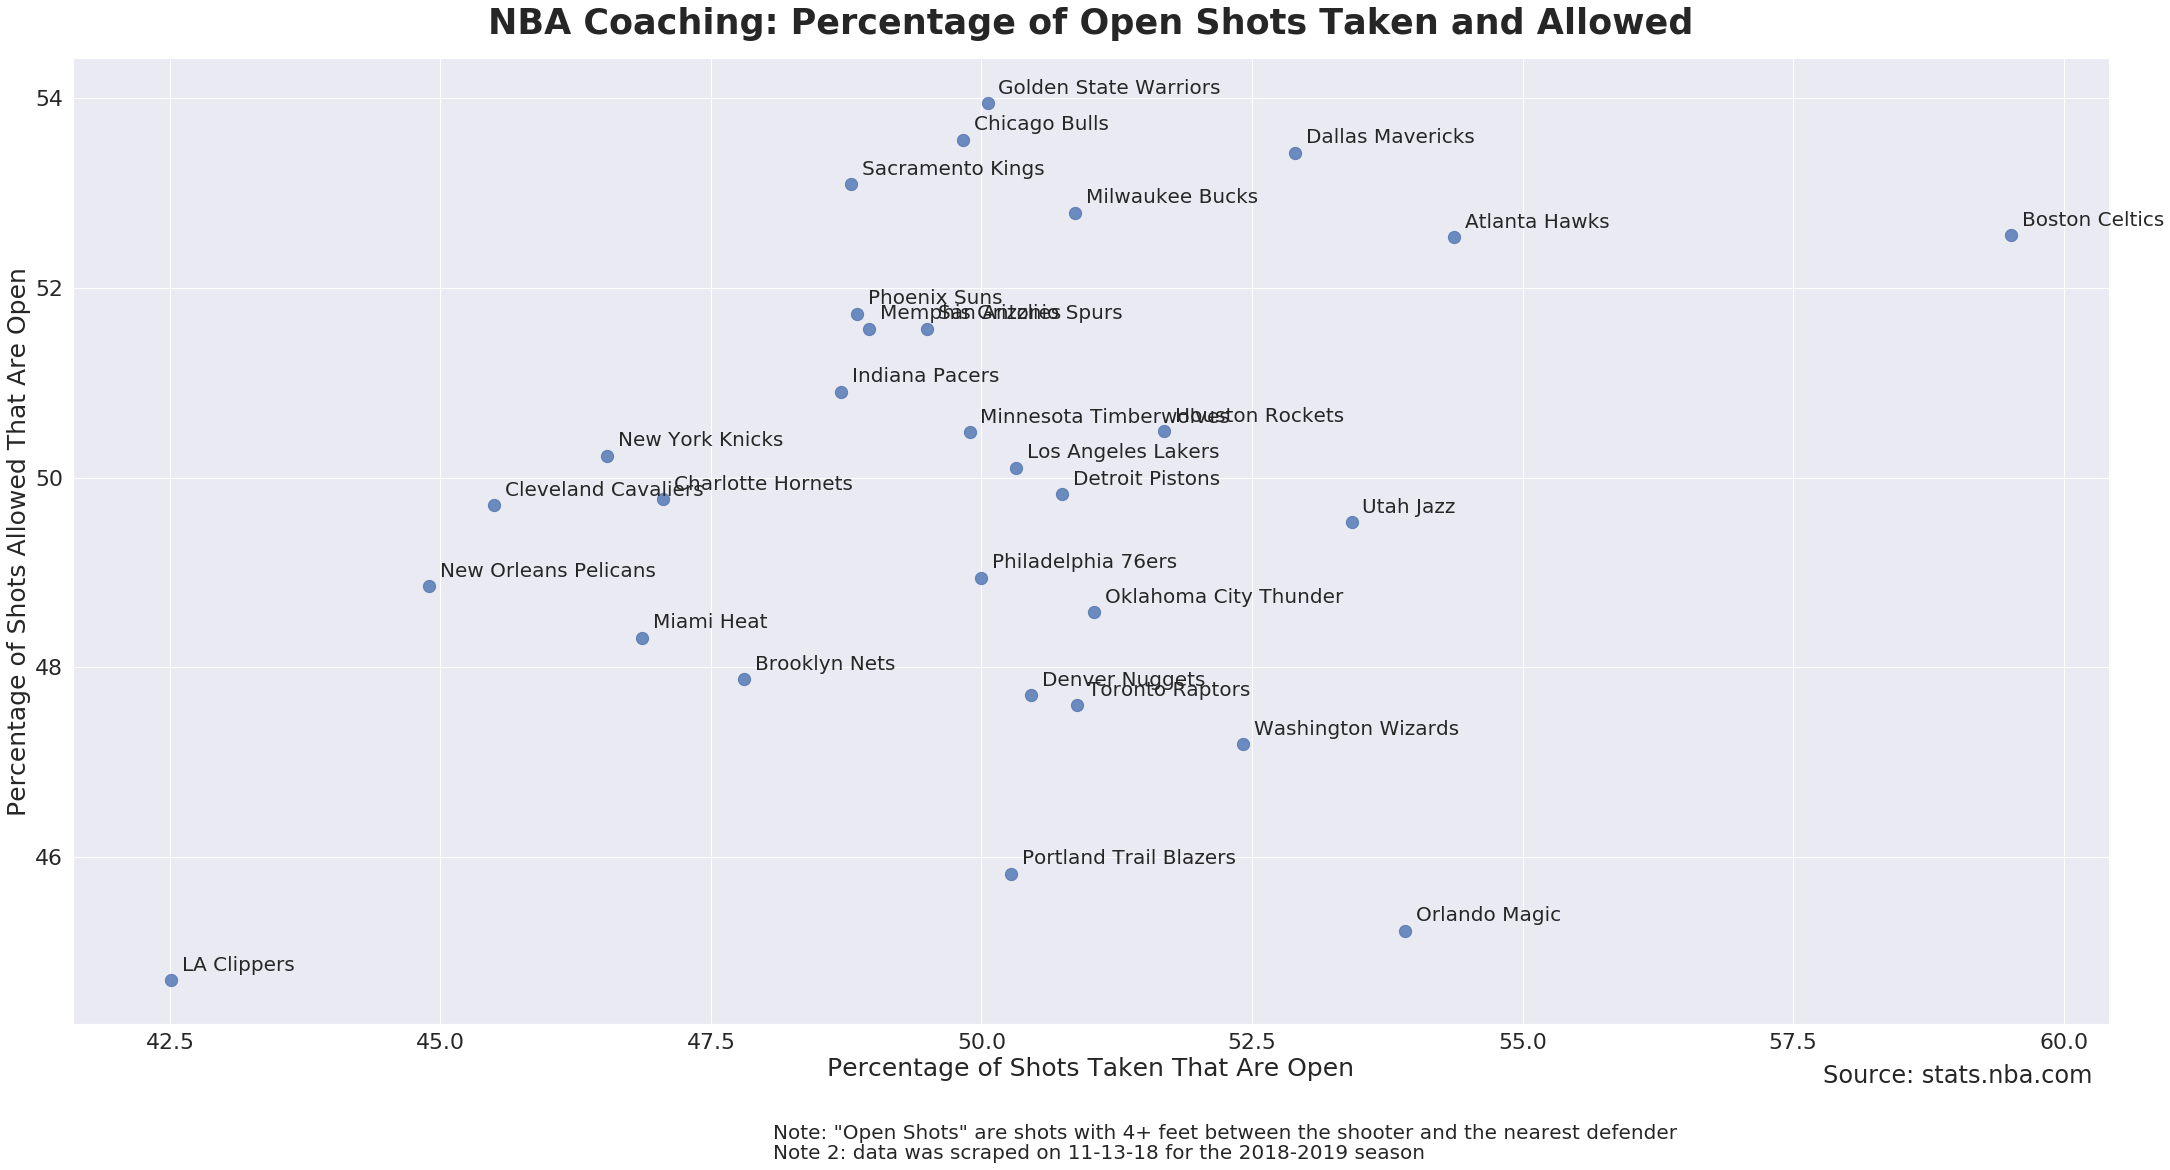 NBA Coaching: Percentage of Open Shots Taken and Allowed
Percentage of Shots Allowed That Are Open
54
52
50
48
46
Golden State Warriors
Chicago Bulls
Dallas Mavericks
Sacramento Kings
Milwaukee Bucks
Atlanta Hawks
Boston Celtics
Phoenix Suns
Memphis Grizzlies
San Antonio Spurs
Indiana Pacers
Minnesota Timberwolves
Houston Rockets
New York Knicks
Los Angeles Lakers
Detroit Pistons
Charlotte Hornets
Cleveland Cavaliers
Utah Jazz
Philadelphia 76ers
New Orleans Pelicans
Oklahoma City Thunder
Miami Heat
Brooklyn Nets
Denver Nuggets
Toronto Raptors
Washington Wizards
Portland Trail Blazers
Orlando Magic
LA Clippers
42.5 45.0 47.5 50.0 52.5 55.0 57.5 60.0
Percentage of Shots Taken That Are Open
Source: stats.nba.com
Note: "Open Shots" are shots with 4+ feet between the shooter and the nearest defender
Note 2: data was scraped on 11-13-18 for the 2018-2019 season